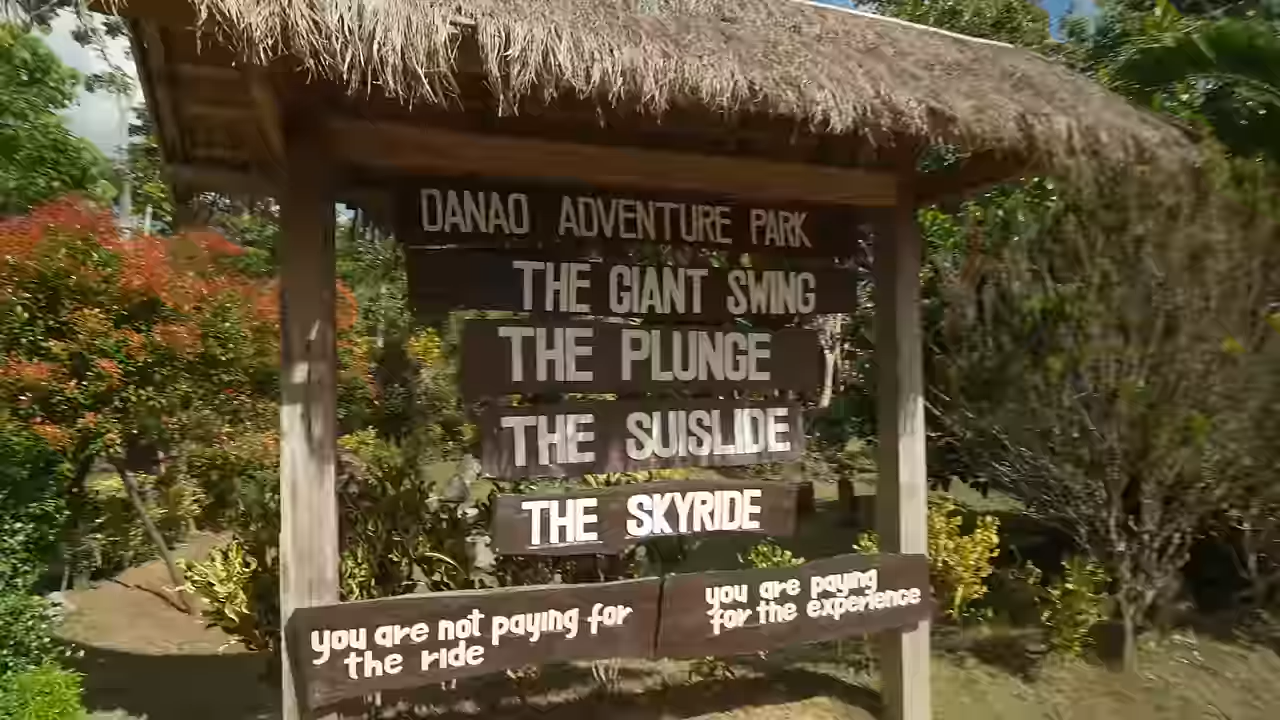 DANAO ADVENTURE PARK
THE GIANT SWING
THE PLUNGE
THE SUISLIDE
THE SKYRIDE
you are not paying for
the ride
you are paying
for the experience